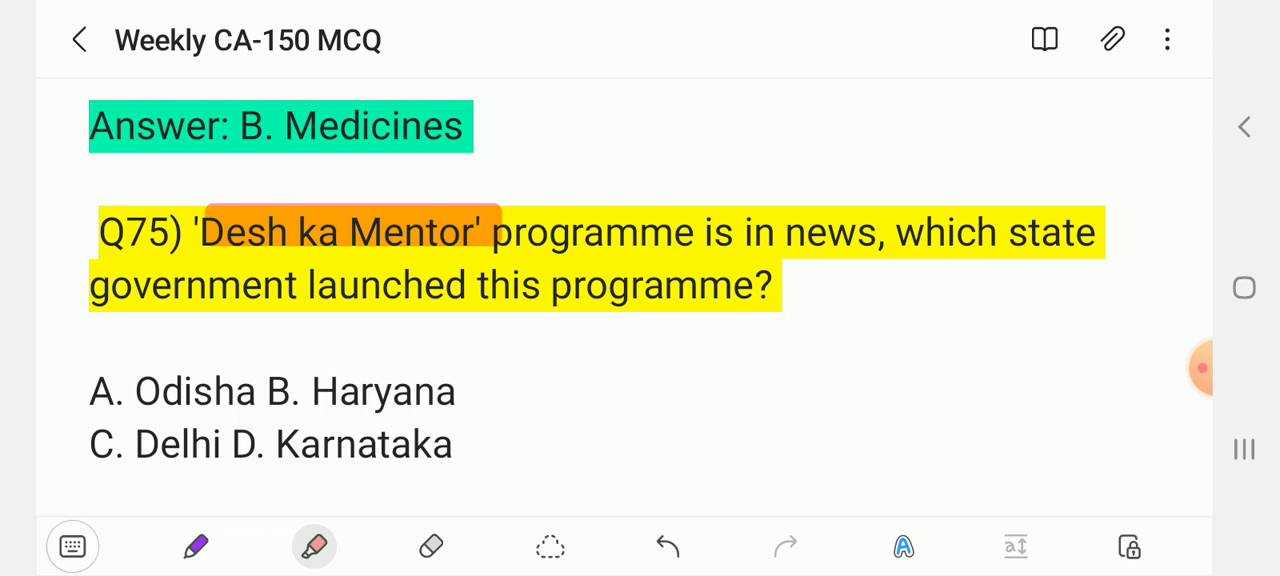 Weekly CA-150 MCQ
Answer: B. Medicines
Q75) 'Desh ka Mentor' programme is in news, which state
government launched this programme?
A. Odisha B. Haryana
C. Delhi D. Karnataka